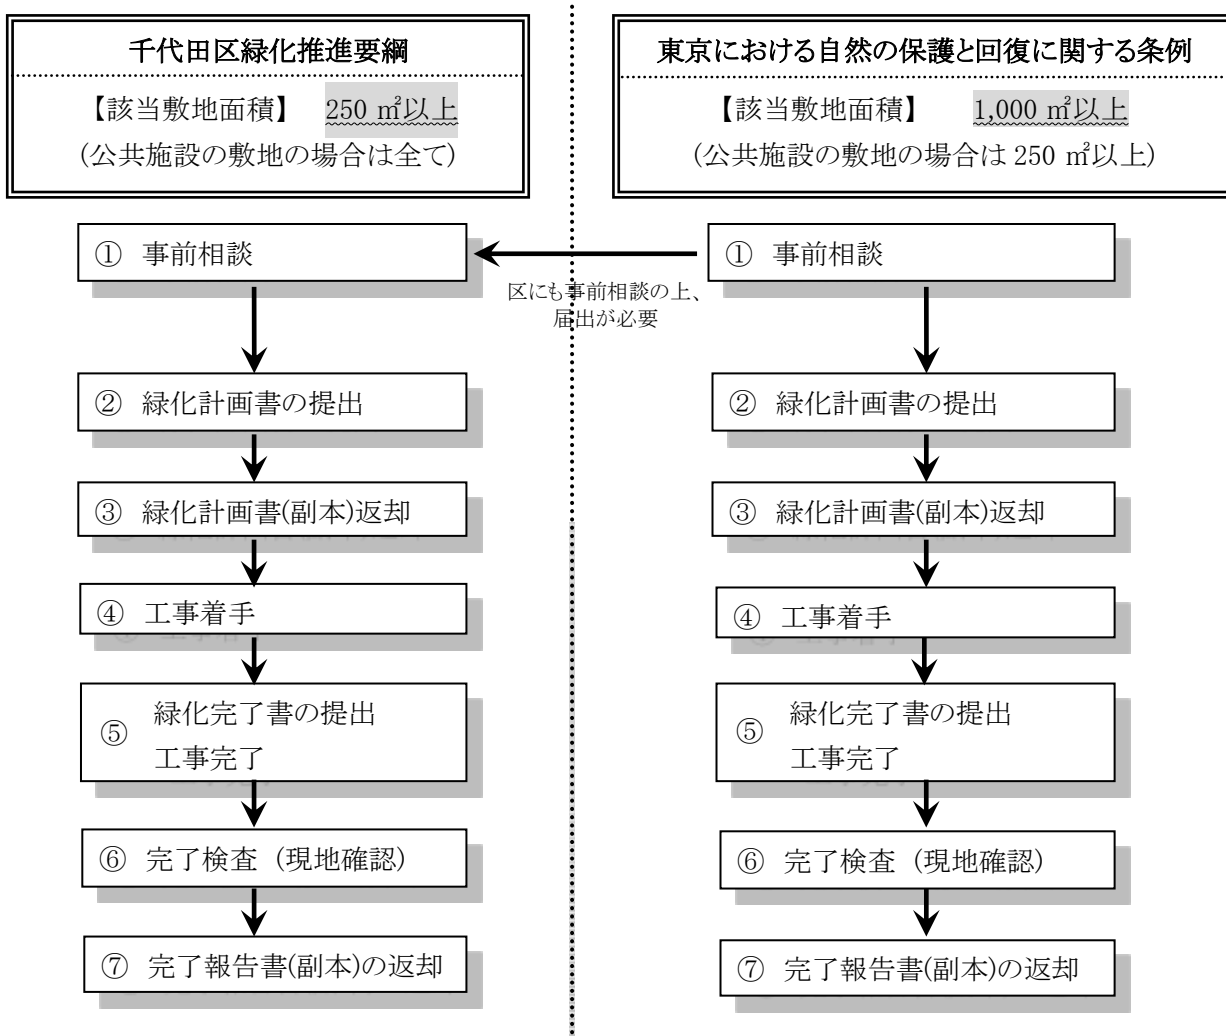 千代田区緑化推進要綱
【該当敷地面積】 250 ㎡以上
(公共施設の敷地の場合は全て)
① 事前相談
② 緑化計画書の提出
③ 緑化計画書(副本)返却
④ 工事着手
⑤ 緑化完了書の提出
工事完了
⑥ 完了検査 (現地確認)
⑦ 完了報告書(副本)の返却
区にも事前相談の上、
届出が必要
東京における自然の保護と回復に関する条例
【該当敷地面積】 1,000 ㎡以上
(公共施設の敷地の場合は 250 ㎡以上)
① 事前相談
② 緑化計画書の提出
③ 緑化計画書(副本)返却
④ 工事着手
⑤ 緑化完了書の提出
工事完了
⑥ 完了検査 (現地確認)
⑦ 完了報告書(副本)の返却